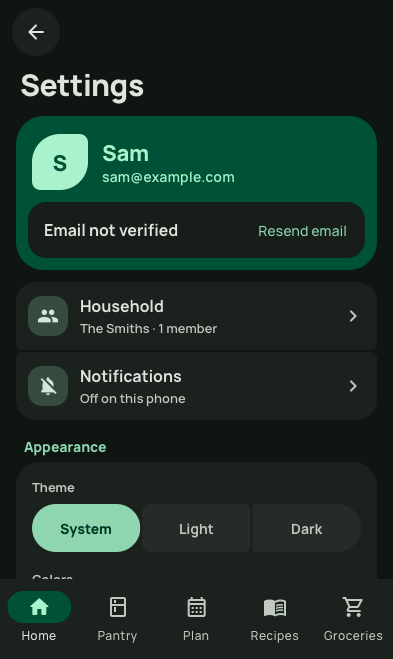 Settings
S
Sam
sam@example.com
Email not verified
Resend email
Household
The Smiths · 1 member
Notifications
Off on this phone
Appearance
Theme
System
Light
Dark
Colors
Home
Pantry
Plan
Recipes
Groceries